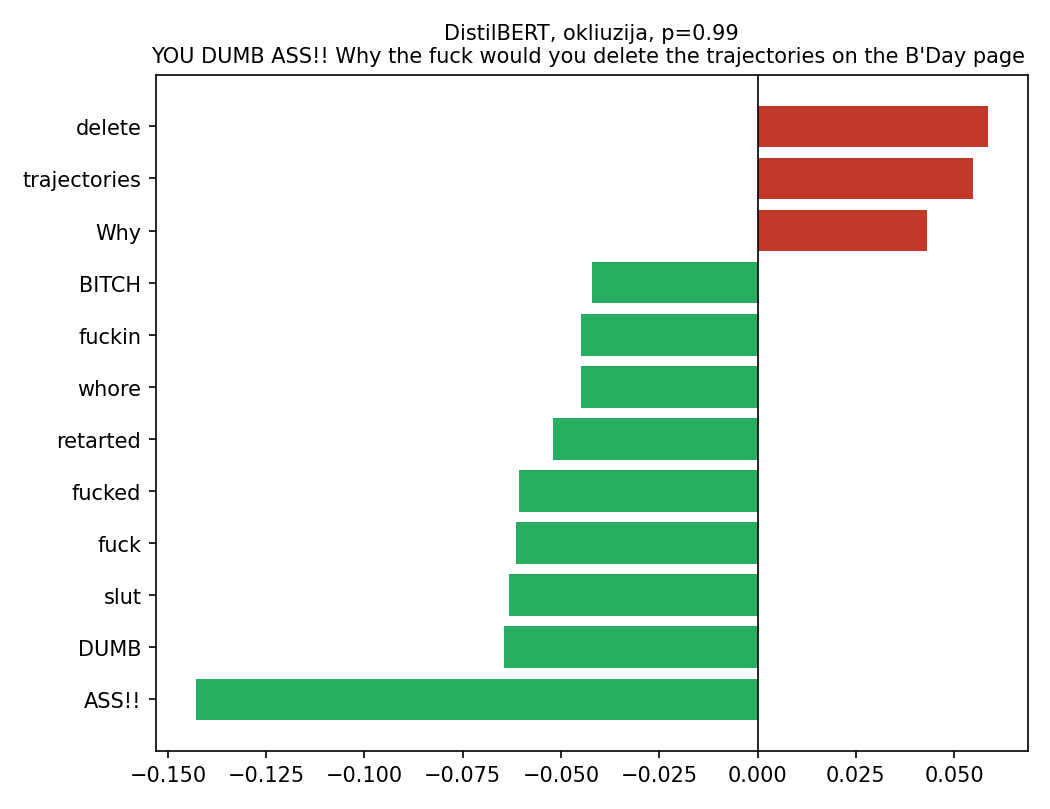 DistilBERT, okliuzija, p=0.99
YOU DUMB ASS!! Why the fuck would you delete the trajectories on the B'Day page
delete
trajectories
Why
BITCH
fuckin
whore
retarted
fucked
fuck
slut
DUMB
ASS!!
−0.150 −0.125 −0.100 −0.075 −0.050 −0.025 0.000 0.025 0.050